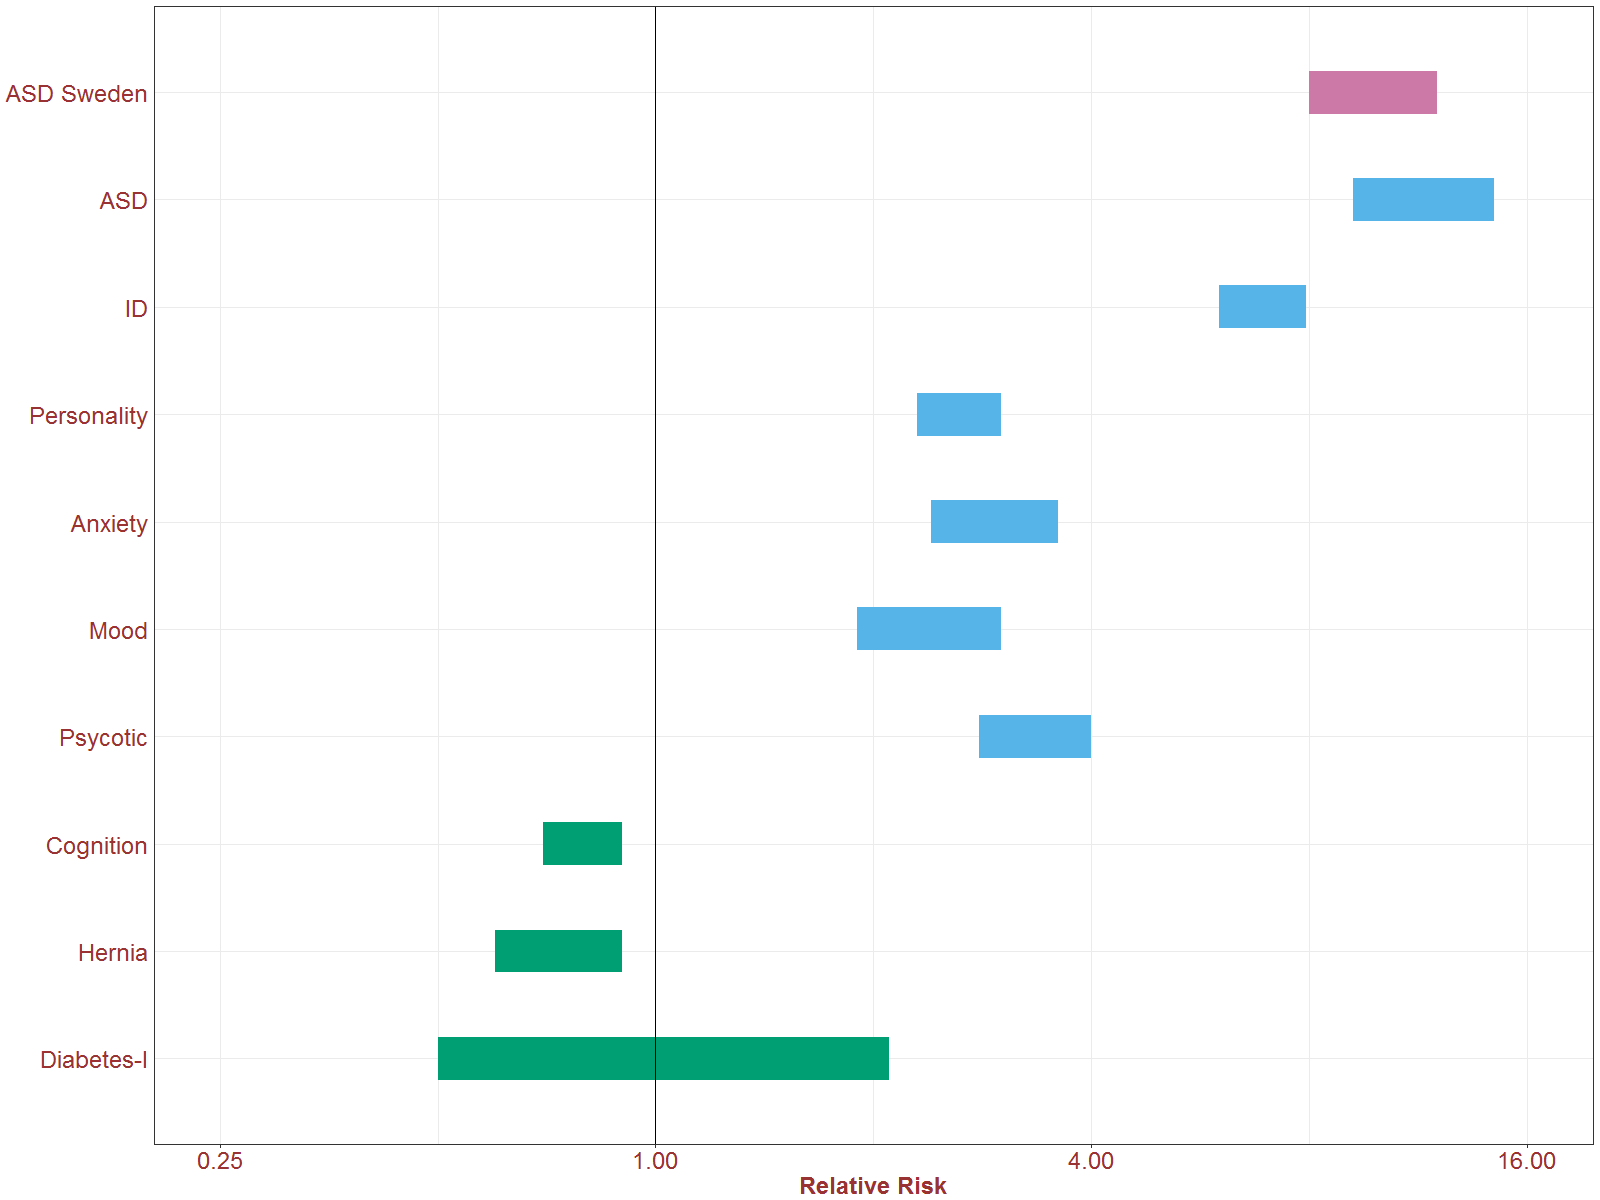 ASD Sweden
ASD
ID
Personality
Anxiety
Mood
Psycotic
Cognition
Hernia
Diabetes-I
0.25 1.00 4.00 16.00
Relative Risk